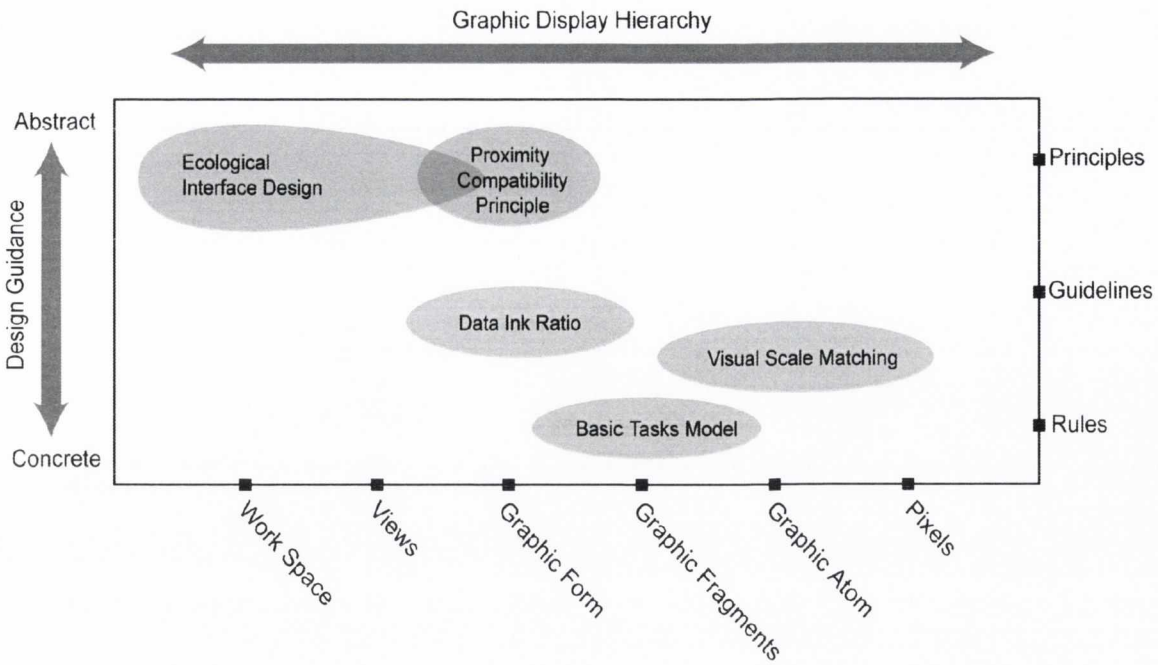 Graphic Display Hierarchy
Abstract
Design Guidance
Concrete
Ecological
Interface Design
Proximity
Compatibility
Principle
Data Ink Ratio
Visual Scale Matching
Basic Tasks Model
Principles
Guidelines
Rules
Work Space
Views
Graphic Form
Graphic Fragments
Graphic Atom
Pixels